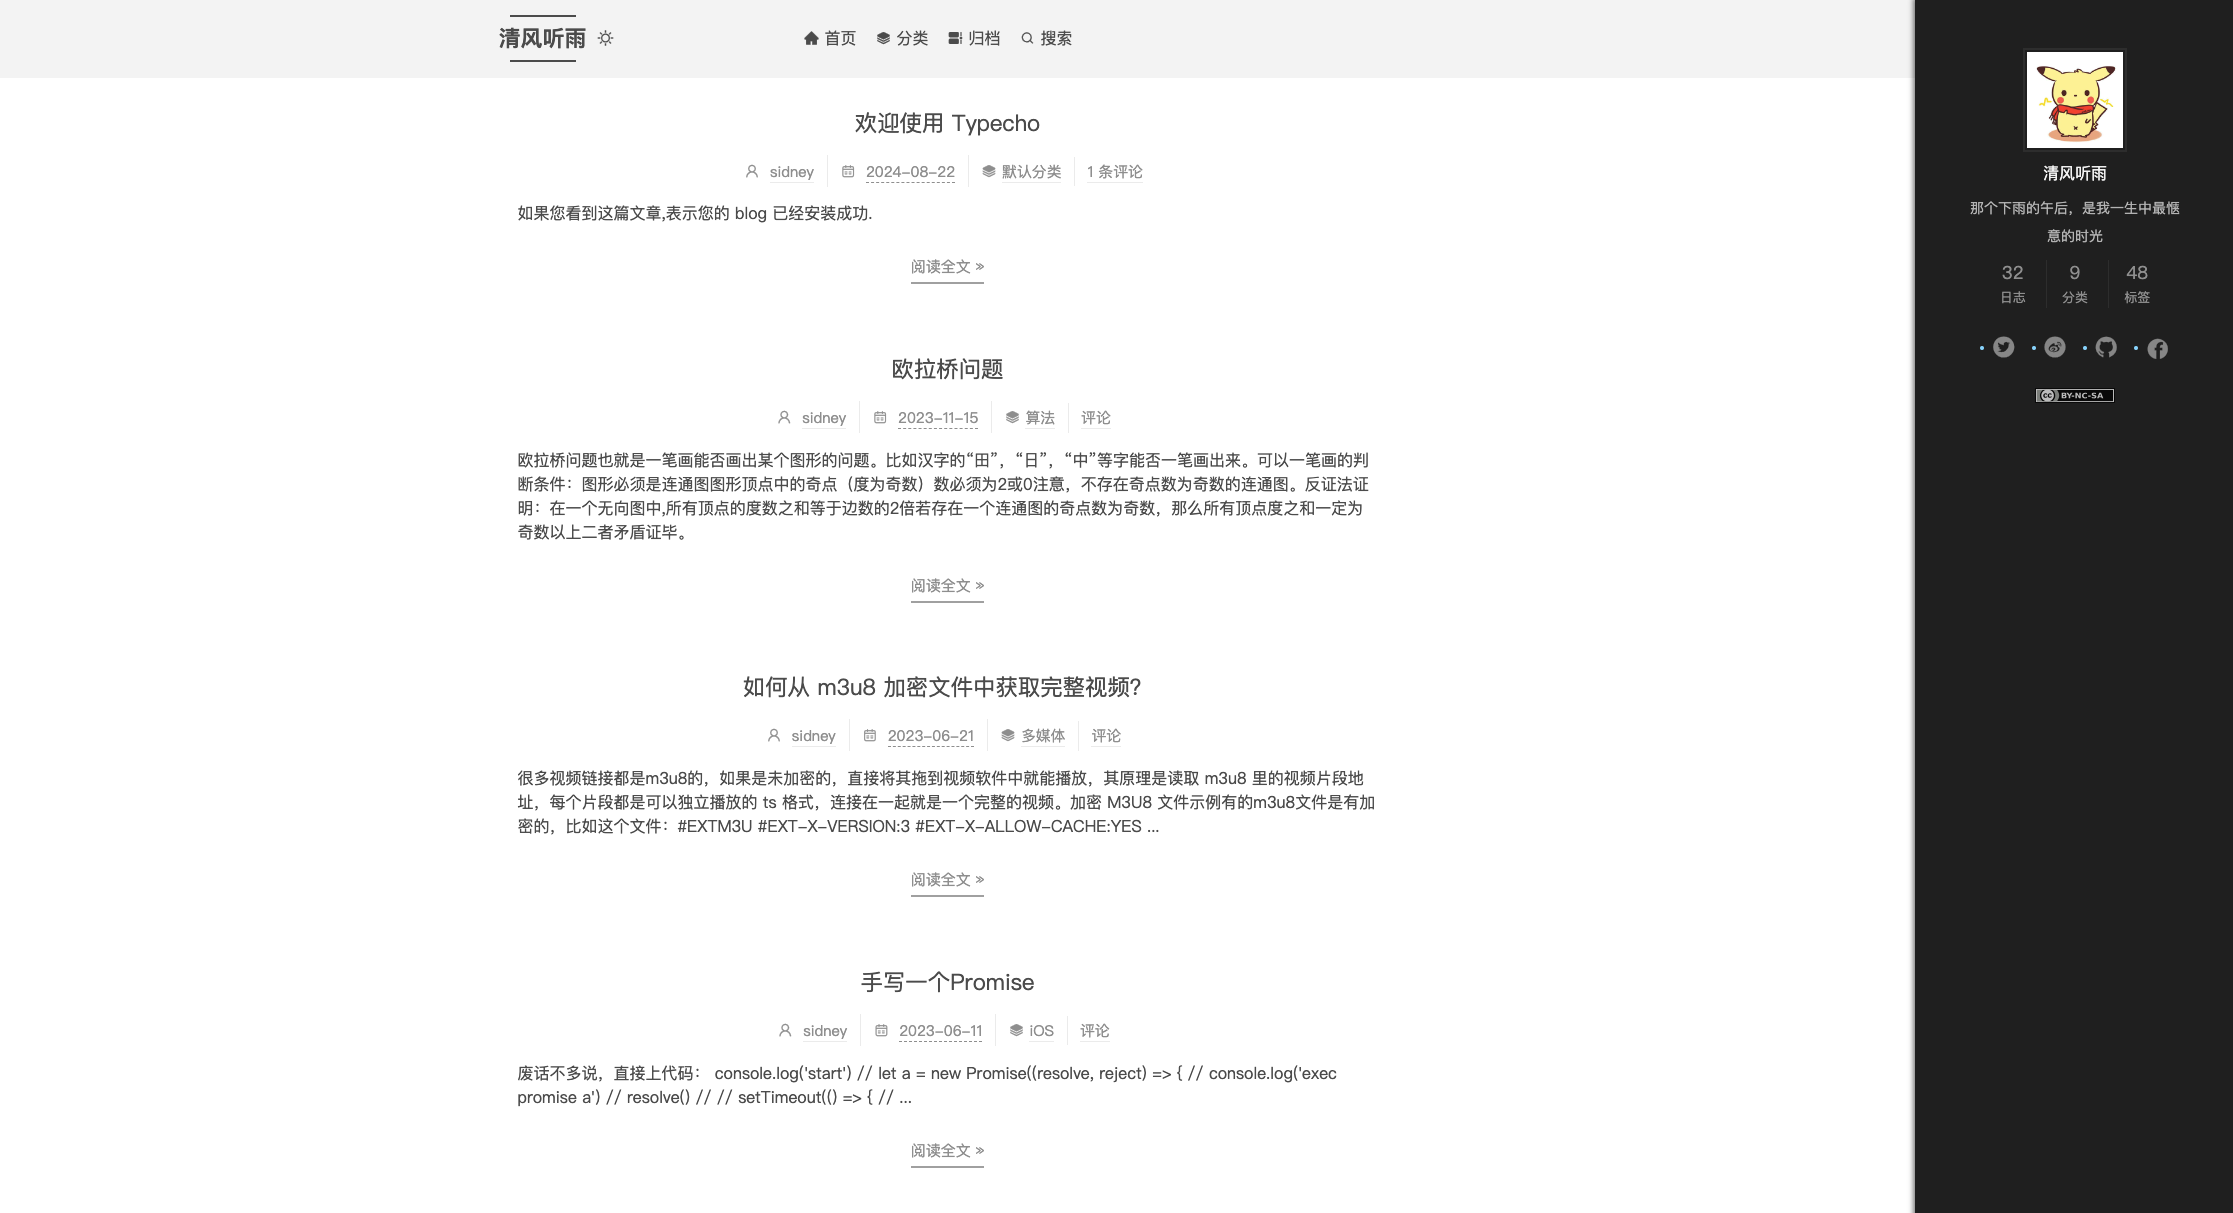 清风听雨
首页 分类 归档 搜索
欢迎使用 Typecho
sidney 2024-08-22 默认分类 1 条评论
如果您看到这篇文章,表示您的 blog 已经安装成功.
阅读全文 »
欧拉桥问题
sidney 2023-11-15 算法 评论
欧拉桥问题也就是一笔画能否画出某个图形的问题。比如汉字的“田”，“日”，“中”等字能否一笔画出来。可以一笔画的判
断条件：图形必须是连通图图形顶点中的奇点（度为奇数）数必须为2或0注意，不存在奇点数为奇数的连通图。反证法证
明：在一个无向图中,所有顶点的度数之和等于边数的2倍若存在一个连通图的奇点数为奇数，那么所有顶点度之和一定为
奇数以上二者矛盾证毕。
阅读全文 »
如何从 m3u8 加密文件中获取完整视频?
sidney 2023-06-21 多媒体 评论
很多视频链接都是m3u8的，如果是未加密的，直接将其拖到视频软件中就能播放，其原理是读取 m3u8 里的视频片段地
址，每个片段都是可以独立播放的 ts 格式，连接在一起就是一个完整的视频。加密 M3U8 文件示例有的m3u8文件是有加
密的，比如这个文件：#EXTM3U #EXT-X-VERSION:3 #EXT-X-ALLOW-CACHE:YES ...
阅读全文 »
手写一个Promise
sidney 2023-06-11 iOS 评论
废话不多说，直接上代码： console.log('start') // let a = new Promise((resolve, reject) => { // console.log('exec
promise a') // resolve() // // setTimeout(() => { // ...
阅读全文 »
清风听雨
那个下雨的午后，是我一生中最惬
意的时光
32 9 48
日志 分类 标签
cc BY-NC-SA